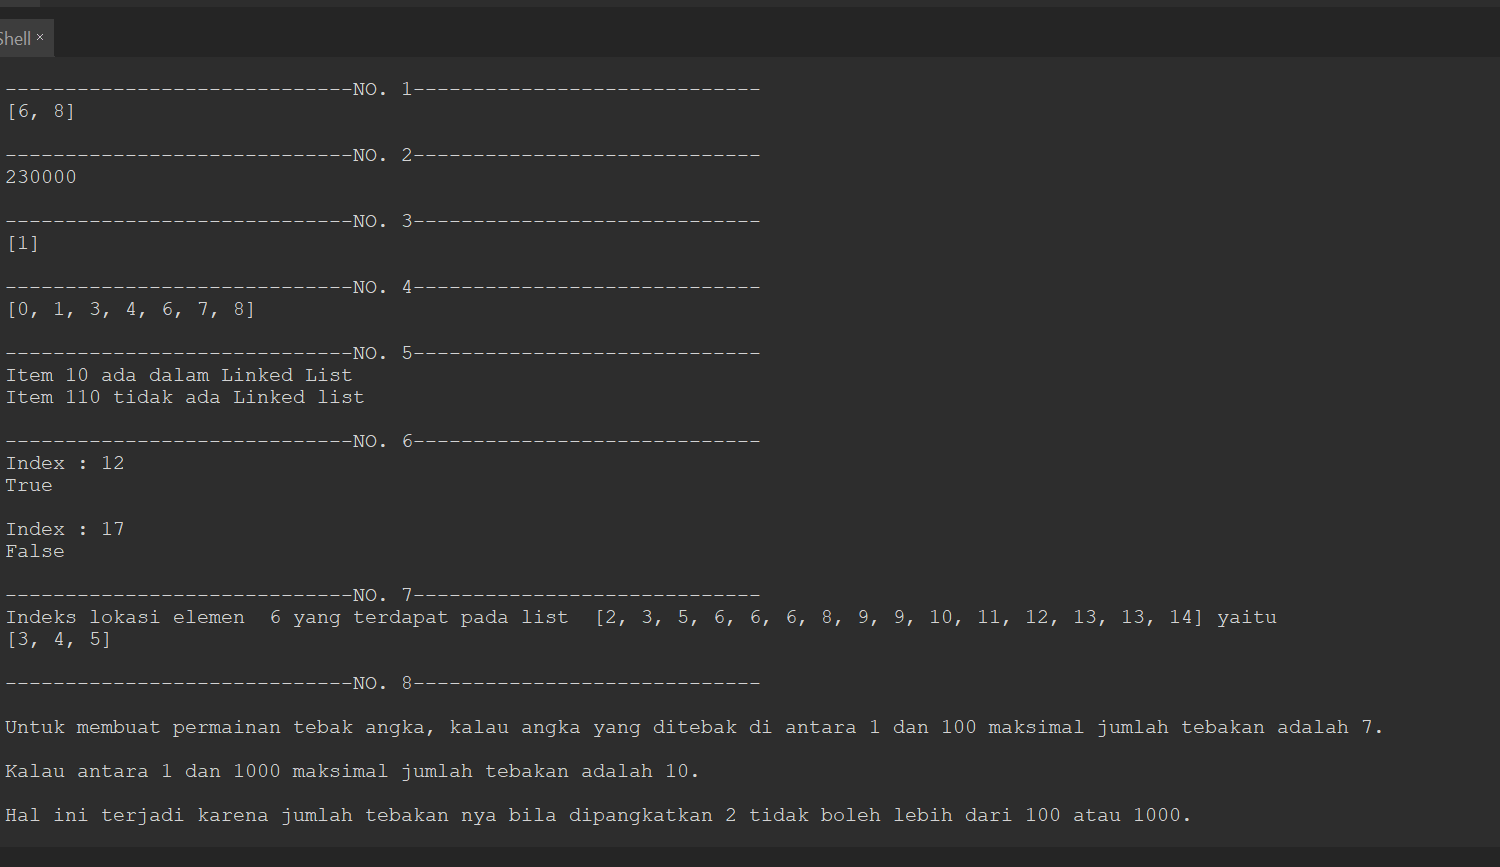 Shell ×
-----------------------------NO. 1-----------------------------
[6, 8]
-----------------------------NO. 2-----------------------------
230000
-----------------------------NO. 3-----------------------------
[1]
-----------------------------NO. 4-----------------------------
[0, 1, 3, 4, 6, 7, 8]
-----------------------------NO. 5-----------------------------
Item 10 ada dalam Linked List
Item 110 tidak ada Linked list
-----------------------------NO. 6-----------------------------
Index : 12
True
Index : 17
False
-----------------------------NO. 7-----------------------------
Indeks lokasi elemen  6 yang terdapat pada list  [2, 3, 5, 6, 6, 6, 8, 9, 9, 10, 11, 12, 13, 13, 14] yaitu
[3, 4, 5]
-----------------------------NO. 8-----------------------------
Untuk membuat permainan tebak angka, kalau angka yang ditebak di antara 1 dan 100 maksimal jumlah tebakan adalah 7.
Kalau antara 1 dan 1000 maksimal jumlah tebakan adalah 10.
Hal ini terjadi karena jumlah tebakan nya bila dipangkatkan 2 tidak boleh lebih dari 100 atau 1000.